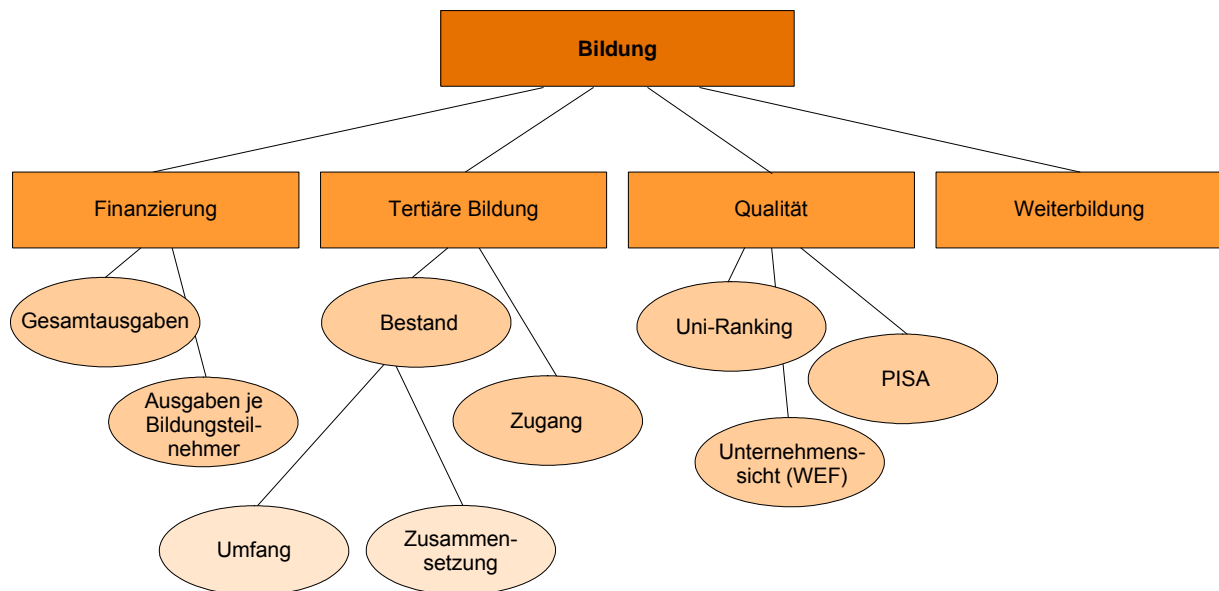 Bildung
Finanzierung
Tertiäre Bildung
Qualität
Weiterbildung
Gesamtausgaben
Bestand
Uni-Ranking
PISA
Ausgaben je
Bildungsteil-
nehmer
Zugang
Unternehmens-
sicht (WEF)
Umfang
Zusammen-
setzung